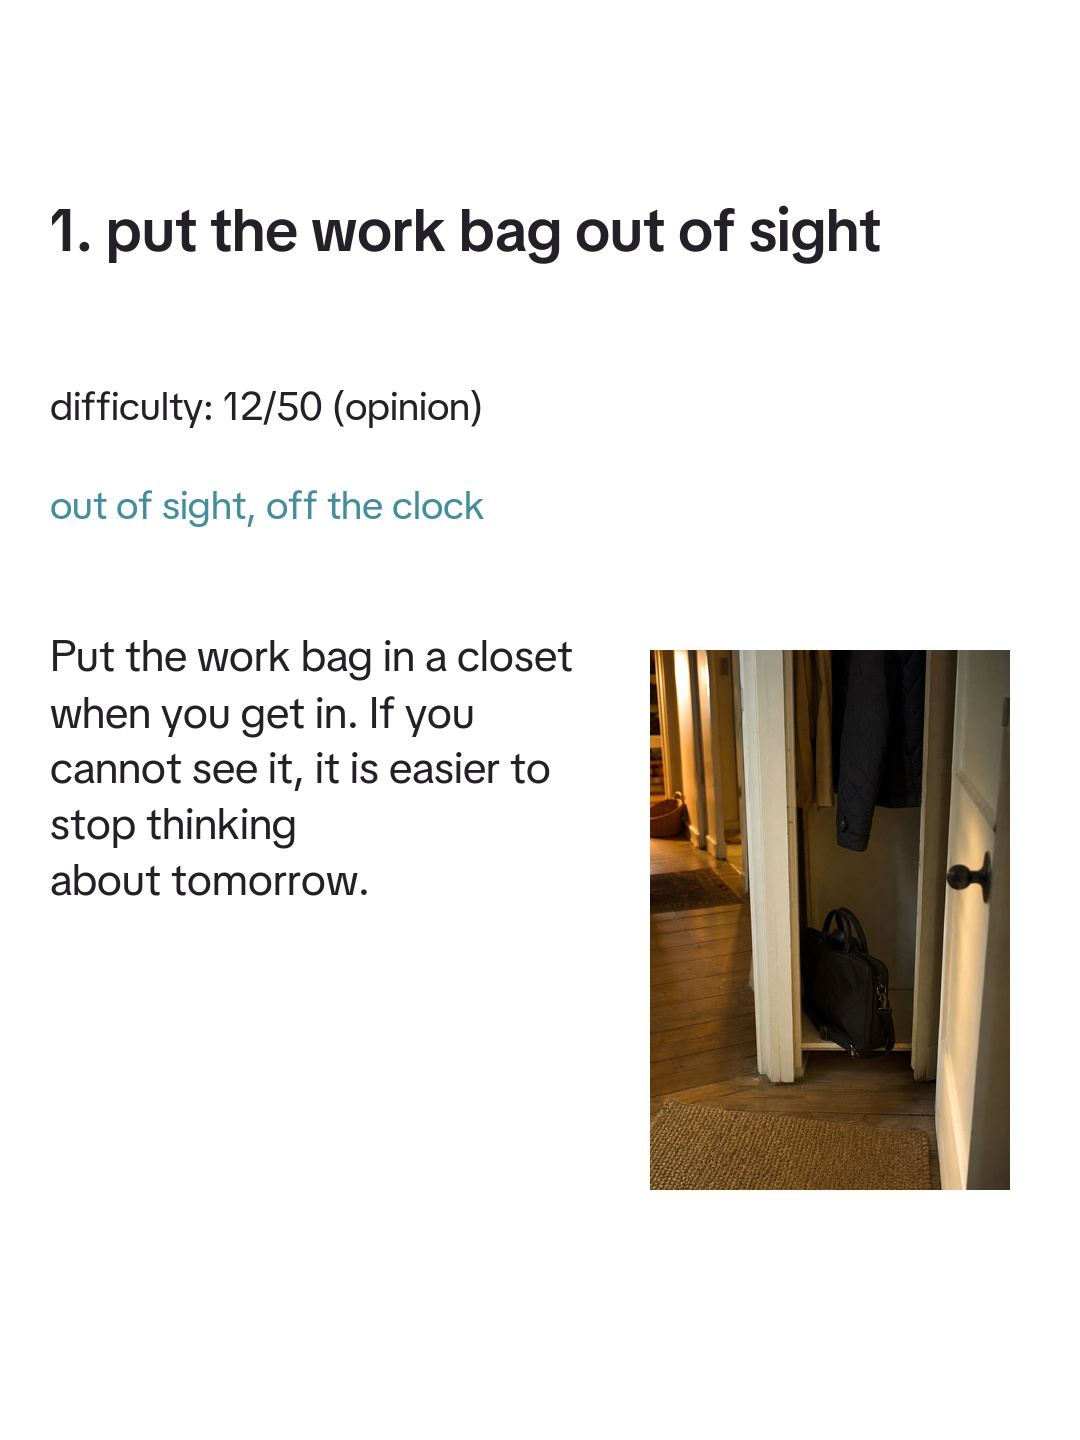 1. put the work bag out of sight
difficulty: 12/50 (opinion)
out of sight, off the clock
Put the work bag in a closet
when you get in. If you
cannot see it, it is easier to
stop thinking
about tomorrow.